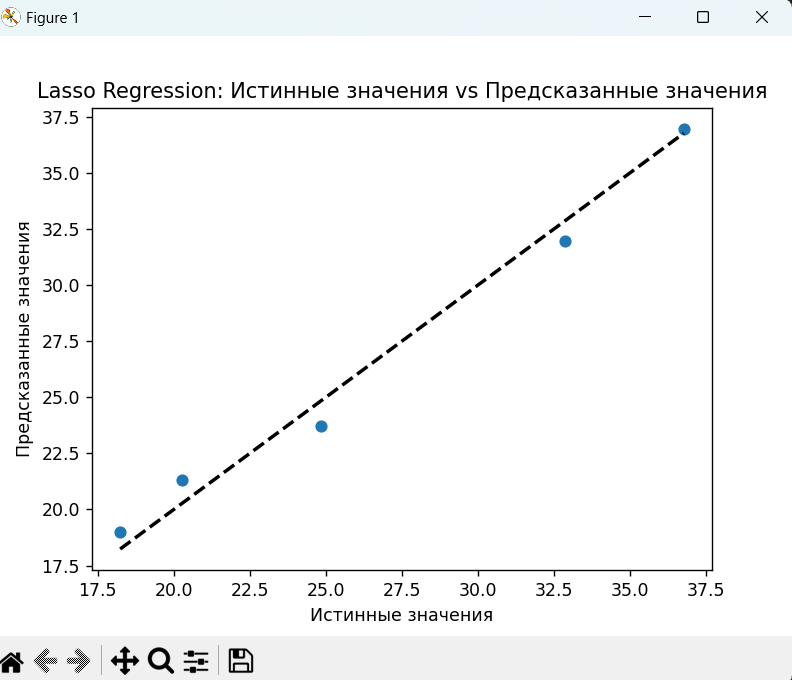 Figure 1
Lasso Regression: Истинные значения vs Предсказанные значения
37.5
35.0
32.5
30.0
27.5
25.0
22.5
20.0
17.5
Предсказанные значения
17.5 20.0 22.5 25.0 27.5 30.0 32.5 35.0 37.5
Истинные значения